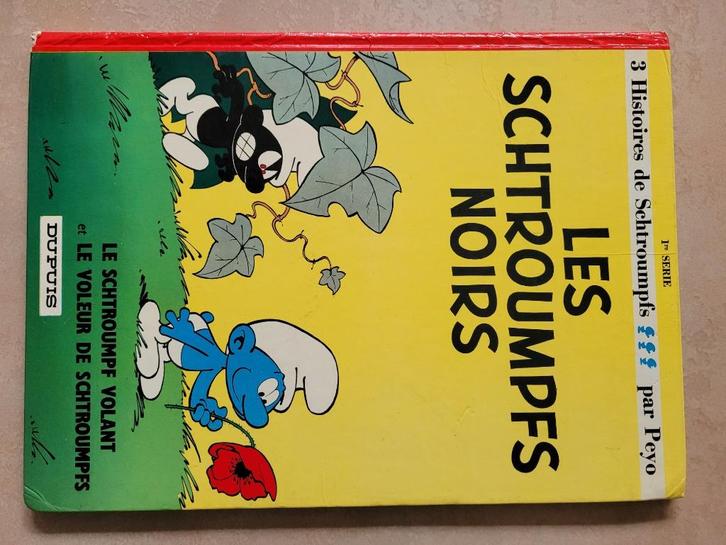 1re SERIE
3 Histoires de Schtroumpfs par Peyo
LES
SCHTROUMPFS
NOIRS
LE SCHTROUMPF VOLANT
et LE VOLEUR DE SCHTROUMPFS
DUPUIS